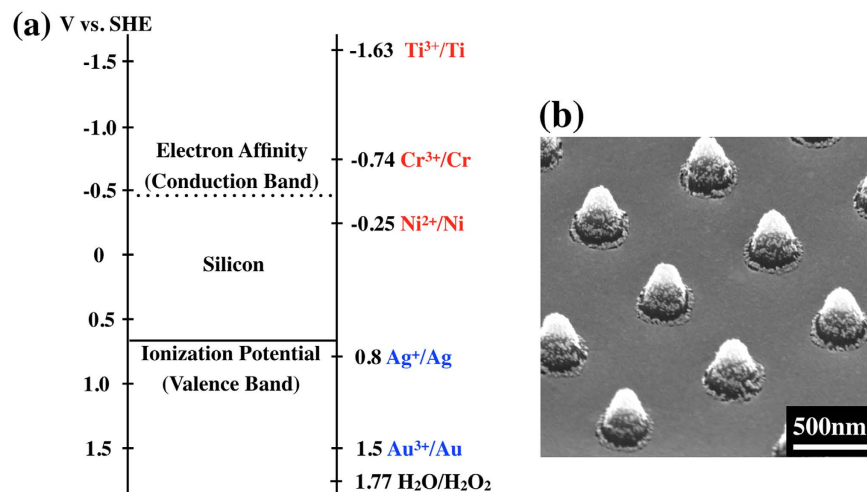 (a) V vs. SHE
-1.5
-1.0
Electron Affinity
(Conduction Band)
-0.5
0
Silicon
0.5
Ionization Potential
(Valence Band)
1.0
1.5
-1.63 Ti³⁺/Ti
-0.74 Cr³⁺/Cr
-0.25 Ni²⁺/Ni
0.8 Ag⁺/Ag
1.5 Au³⁺/Au
1.77 H₂O/H₂O₂
(b)
500nm